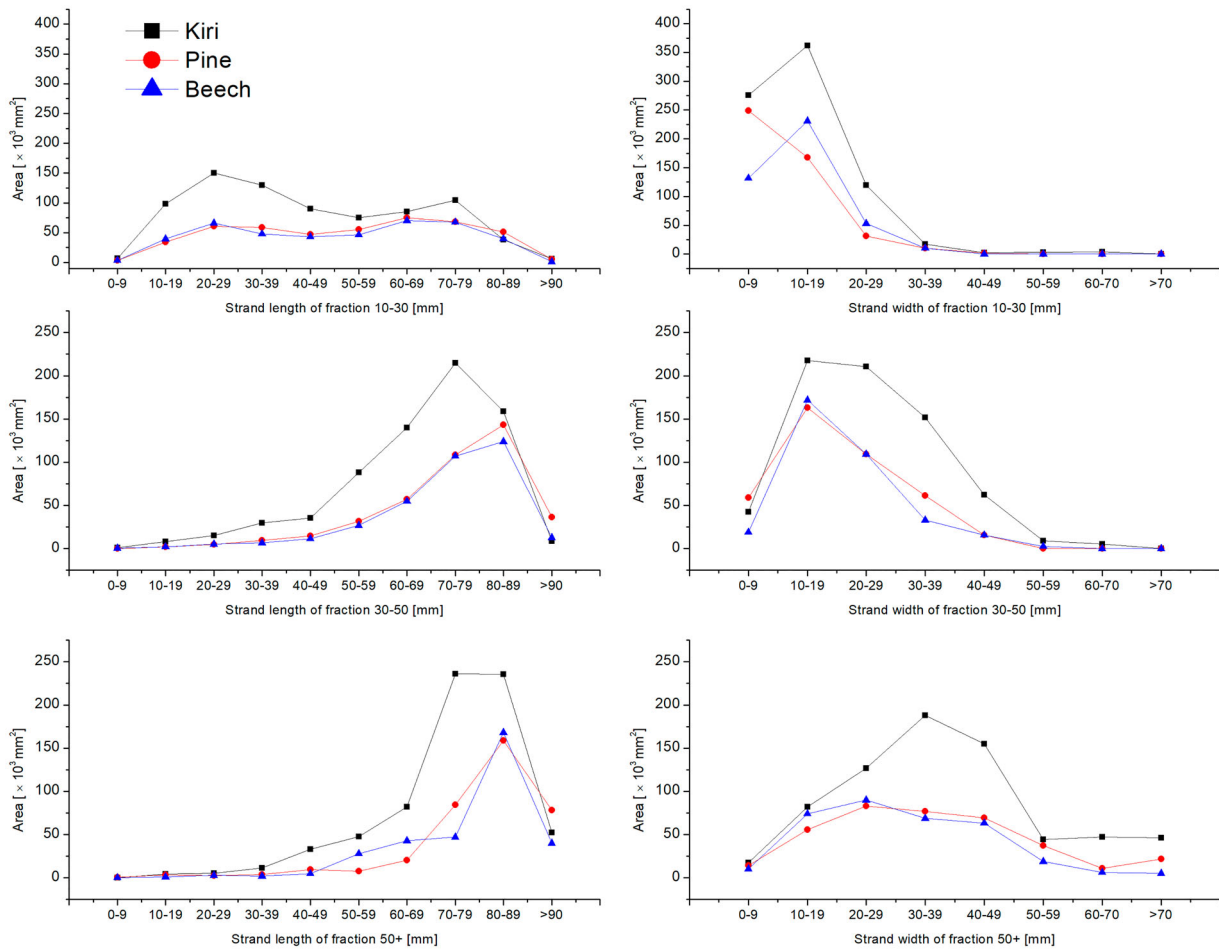 400
350
300
250
200
150
100
50
0
Area [ × 10³ mm²]
Kiri
Pine
Beech
0-9 10-19 20-29 30-39 40-49 50-59 60-69 70-79 80-89 >90
Strand length of fraction 10-30 [mm]
400
350
300
250
200
150
100
50
0
Area [ × 10³ mm²]
0-9 10-19 20-29 30-39 40-49 50-59 60-70 >70
Strand width of fraction 10-30 [mm]
250
200
150
100
50
0
Area [ × 10³ mm²]
0-9 10-19 20-29 30-39 40-49 50-59 60-69 70-79 80-89 >90
Strand length of fraction 30-50 [mm]
250
200
150
100
50
0
Area [ × 10³ mm²]
0-9 10-19 20-29 30-39 40-49 50-59 60-70 >70
Strand width of fraction 30-50 [mm]
250
200
150
100
50
0
Area [ × 10³ mm²]
0-9 10-19 20-29 30-39 40-49 50-59 60-69 70-79 80-89 >90
Strand length of fraction 50+ [mm]
250
200
150
100
50
0
Area [ × 10³ mm²]
0-9 10-19 20-29 30-39 40-49 50-59 60-70 >70
Strand width of fraction 50+ [mm]